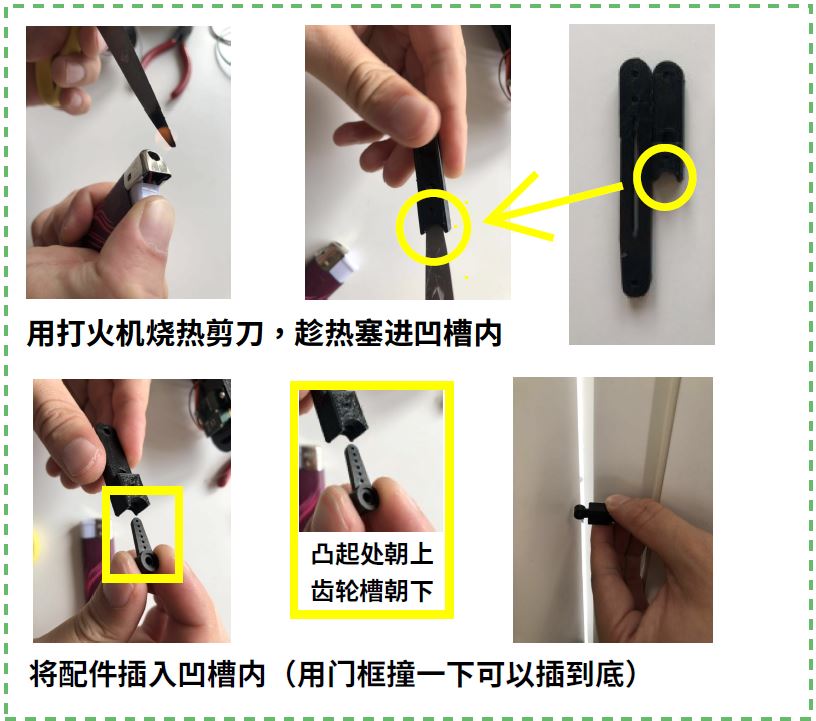 用打火机烧热剪刀，趁热塞进凹槽内
凸起处朝上
齿轮槽朝下
将配件插入凹槽内（用门框撞一下可以插到底）